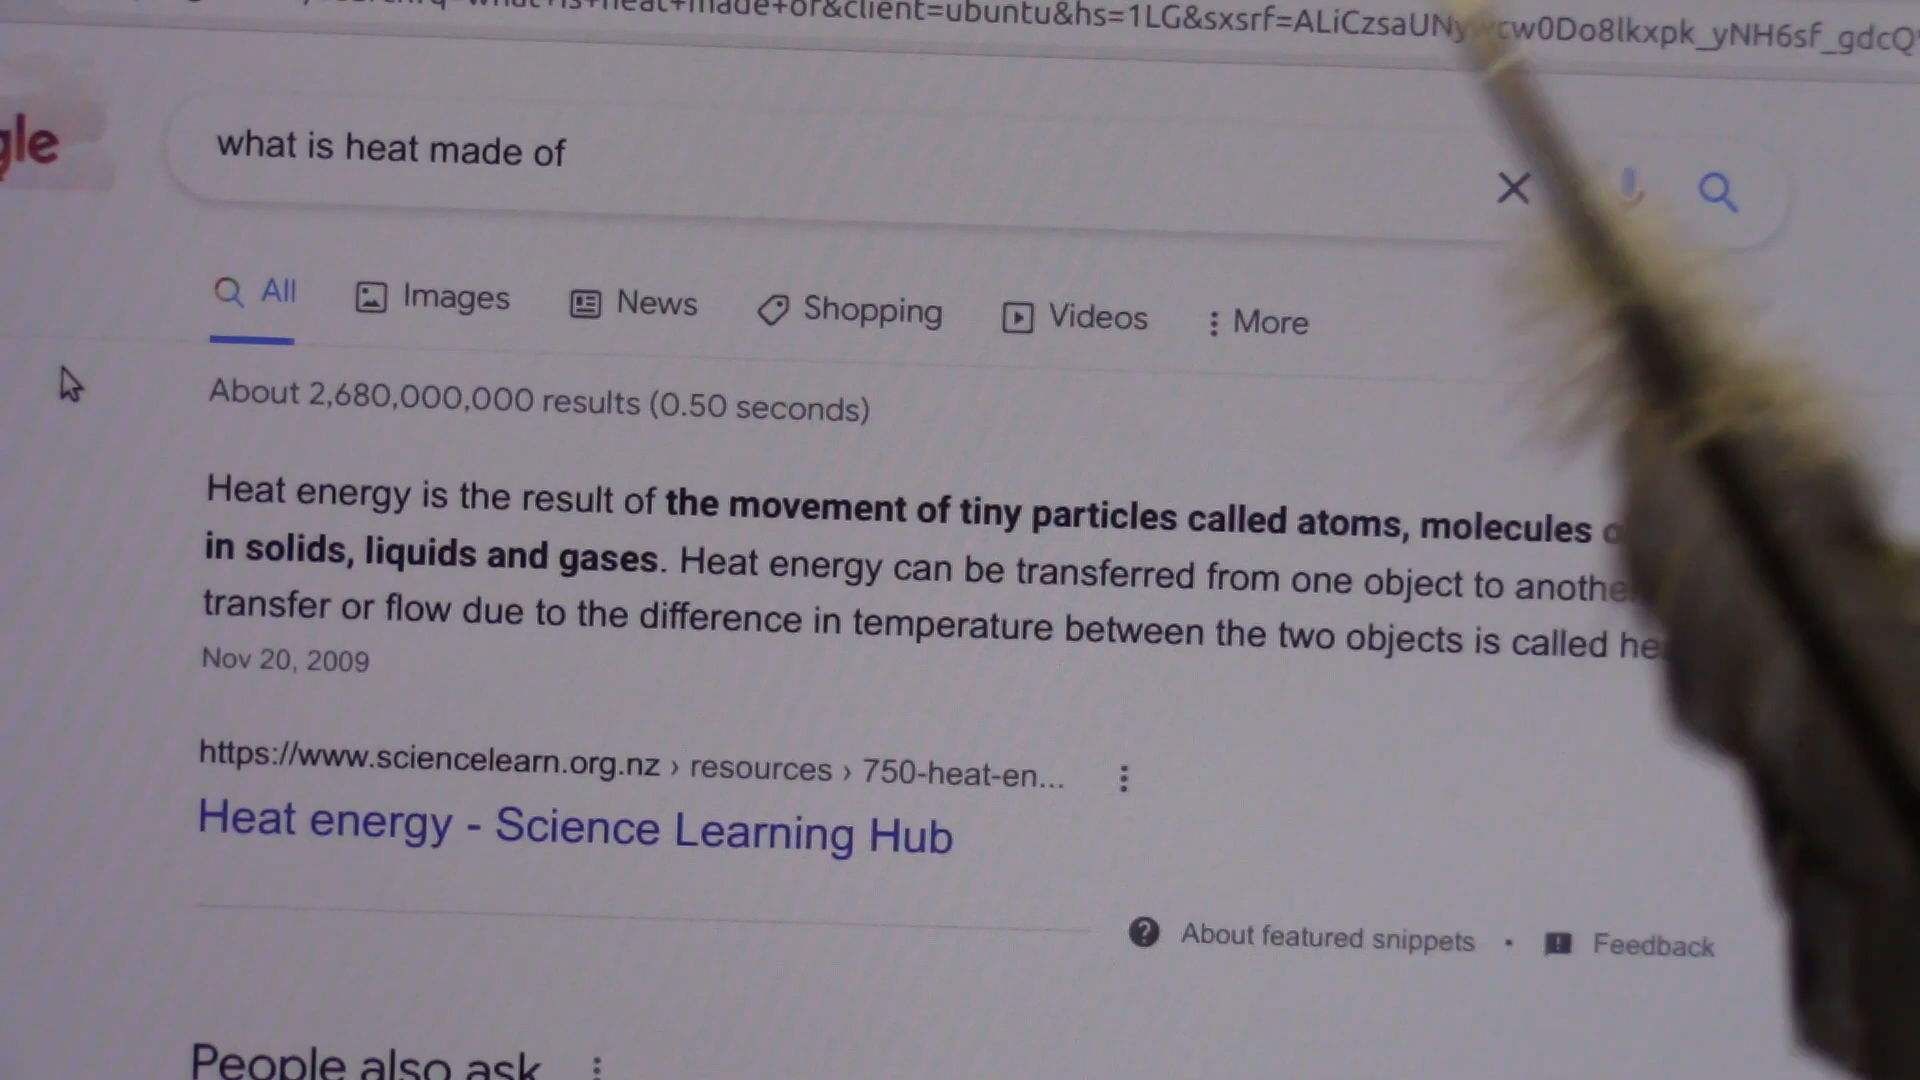 +heat+made+of&client=ubuntu&hs=1LG&sxsrf=ALiCzsaUNy cw0Do8lkxpk_yNH6sf_gdcQ
gle
what is heat made of
All Images News Shopping Videos More
About 2,680,000,000 results (0.50 seconds)
Heat energy is the result of the movement of tiny particles called atoms, molecules
in solids, liquids and gases. Heat energy can be transferred from one object to anothe
transfer or flow due to the difference in temperature between the two objects is called he
Nov 20, 2009
https://www.sciencelearn.org.nz › resources › 750-heat-en...
Heat energy - Science Learning Hub
About featured snippets • Feedback
People also ask